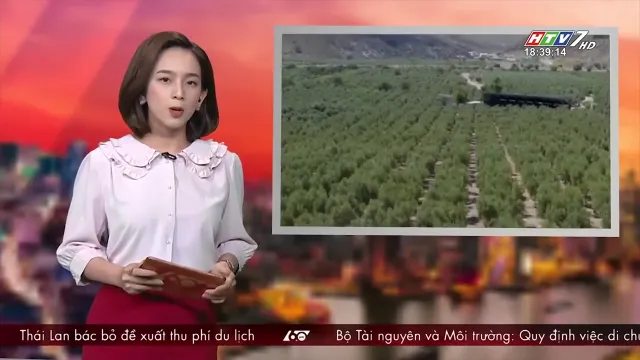 HTV7 HD
18:39:14
Thái Lan bác bỏ đề xuất thu phí du lịch
60
Bộ Tài nguyên và Môi trường: Quy định việc di ch